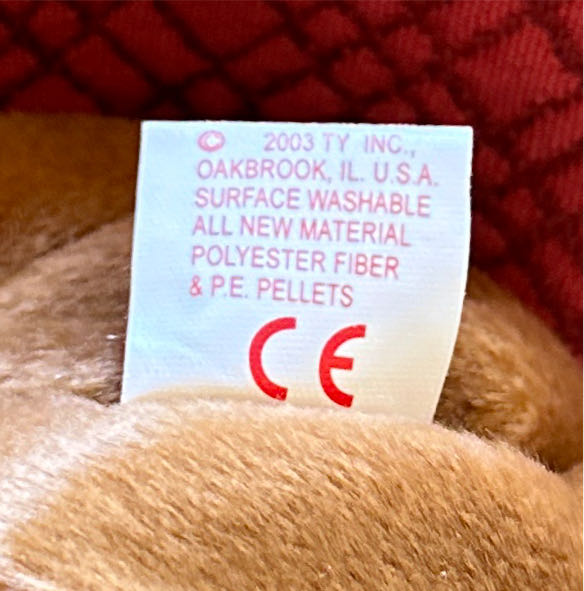 © 2003 TY INC.,
OAKBROOK, IL. U.S.A.
SURFACE WASHABLE
ALL NEW MATERIAL
POLYESTER FIBER
& P.E. PELLETS
CE